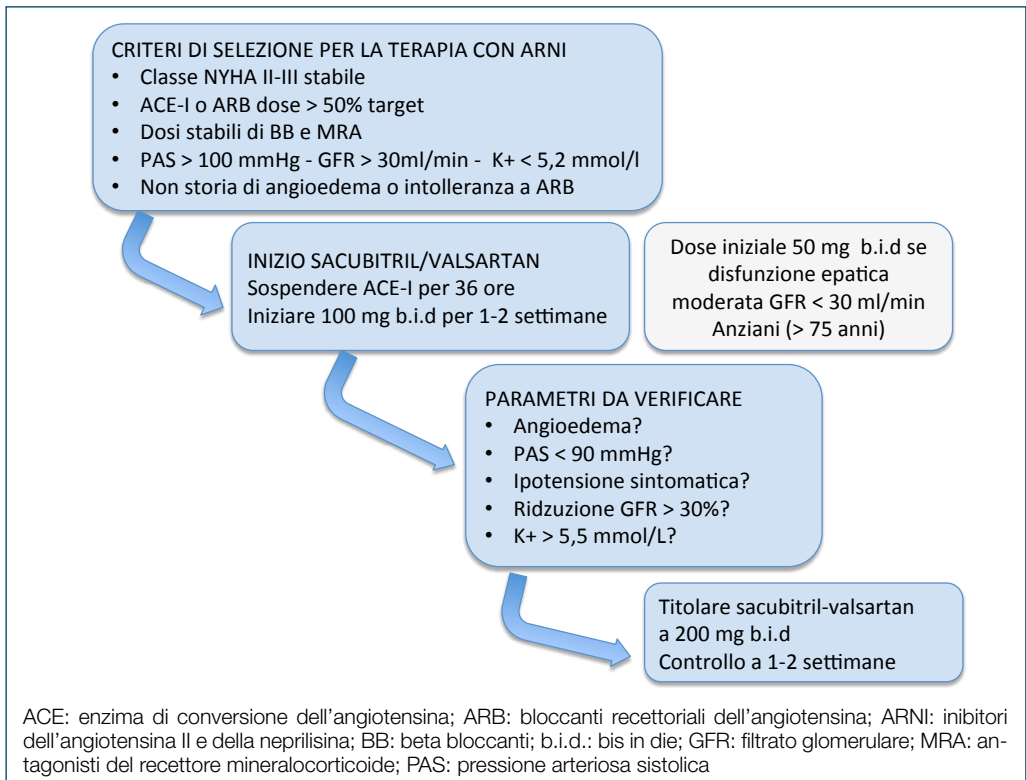 CRITERI DI SELEZIONE PER LA TERAPIA CON ARNI
• Classe NYHA II-III stabile
• ACE-I o ARB dose > 50% target
• Dosi stabili di BB e MRA
• PAS > 100 mmHg - GFR > 30ml/min - K+ < 5,2 mmol/l
• Non storia di angioedema o intolleranza a ARB
INIZIO SACUBITRIL/VALSARTAN
Sospendere ACE-I per 36 ore
Iniziare 100 mg b.i.d per 1-2 settimane
Dose iniziale 50 mg b.i.d se
disfunzione epatica
moderata GFR < 30 ml/min
Anziani (> 75 anni)
PARAMETRI DA VERIFICARE
• Angioedema?
• PAS < 90 mmHg?
• Ipotensione sintomatica?
• Ridzuzione GFR > 30%?
• K+ > 5,5 mmol/L?
Titolare sacubitril-valsartan
a 200 mg b.i.d
Controllo a 1-2 settimane
ACE: enzima di conversione dell'angiotensina; ARB: bloccanti recettoriali dell'angiotensina; ARNI: inibitori
dell'angiotensina II e della neprilisina; BB: beta bloccanti; b.i.d.: bis in die; GFR: filtrato glomerulare; MRA: an-
tagonisti del recettore mineralocorticoide; PAS: pressione arteriosa sistolica